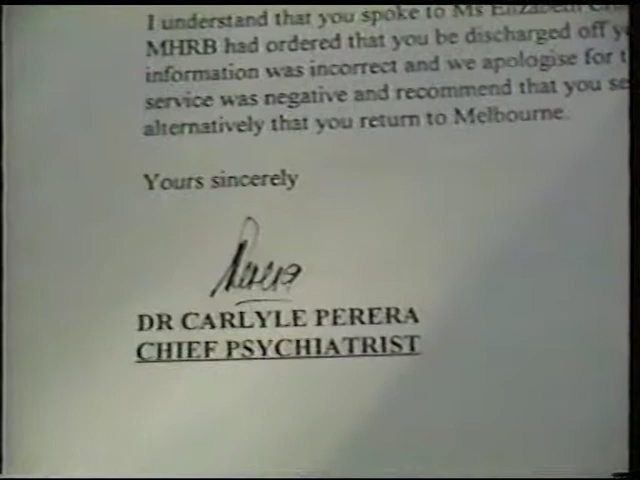 I understand that you spoke to Ms Elizabeth
MHRB had ordered that you be discharged off
information was incorrect and we apologise for
service was negative and recommend that you
alternatively that you return to Melbourne.
Yours sincerely
Perera
DR CARLYLE PERERA
CHIEF PSYCHIATRIST